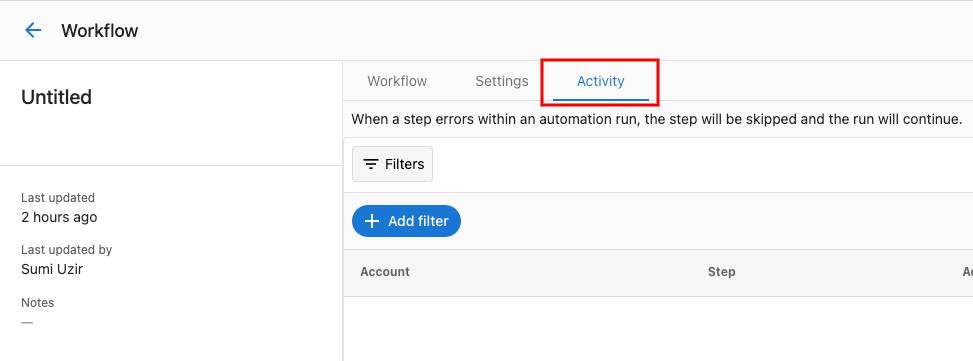 Workflow
Untitled
Last updated
2 hours ago
Last updated by
Sumi Uzir
Notes
—
Workflow Settings Activity
When a step errors within an automation run, the step will be skipped and the run will continue.
Filters
Add filter
Account Step